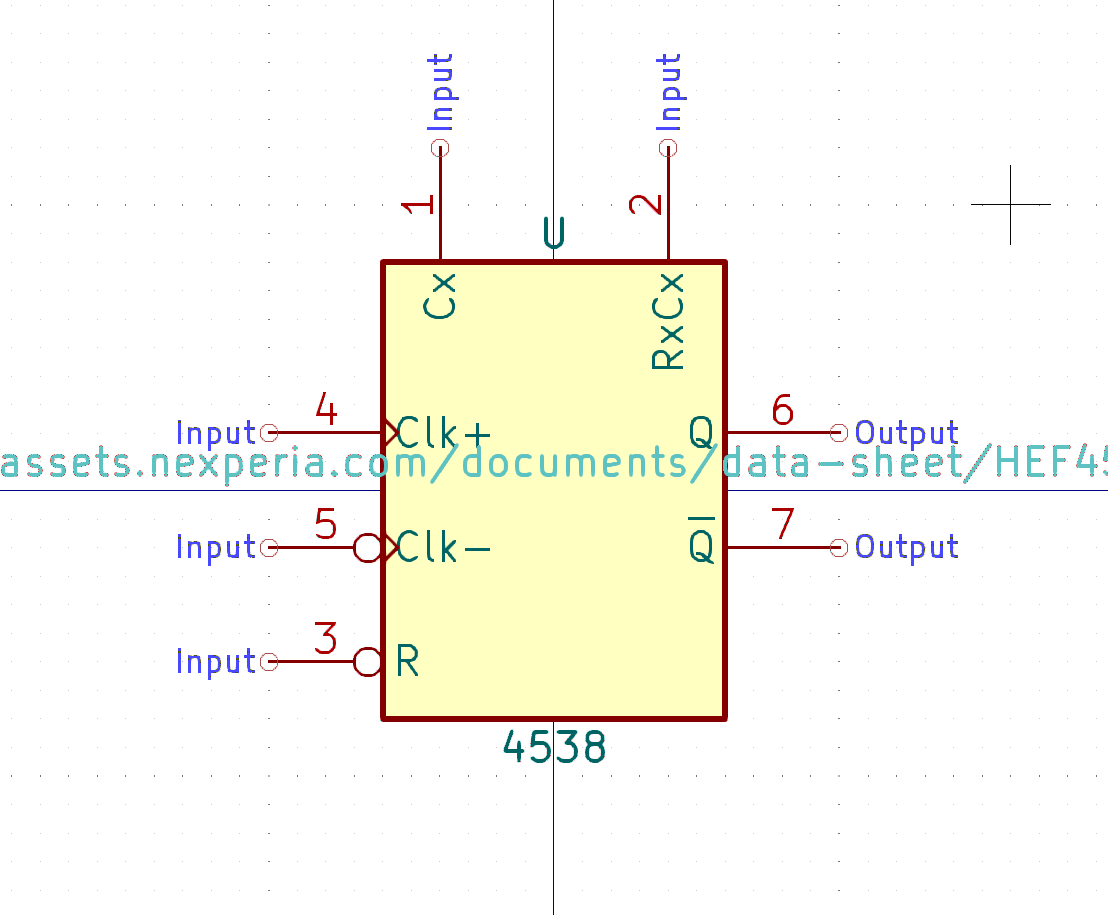 Input
Input
1
2
U
Cx
RxCx
4
6
Input
Clk+
Q
Output
assets.nexperia.com/documents/data-sheet/HEF45
5
7
Input
Clk-
Q̅
Output
3
Input
R
4538